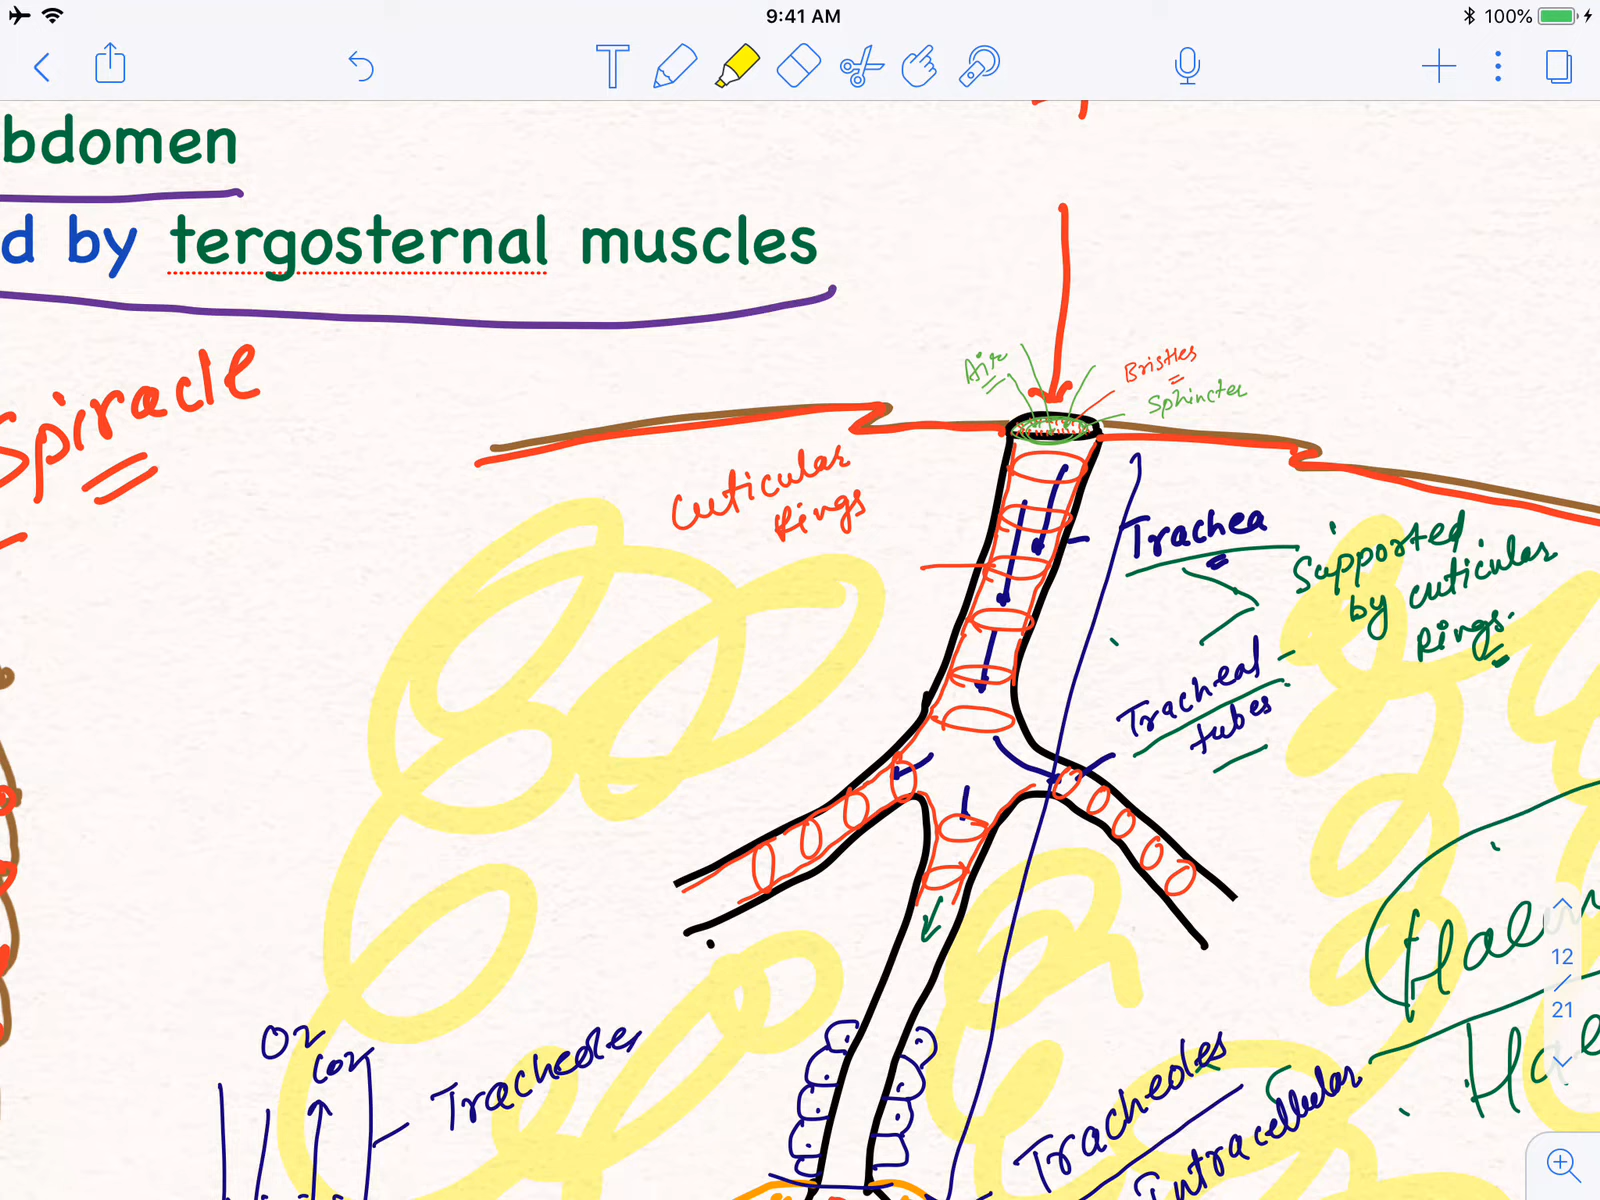 9:41 AM
100%
T
bdomen
d by tergosternal muscles
Spiracle
Air
Bristles
Sphincter
Cuticular
Rings
Trachea
Supported
by cuticular
Rings.
Tracheal
tubes
12
21
O2
CO2
Tracheoles
Tracheoles
Intracellular